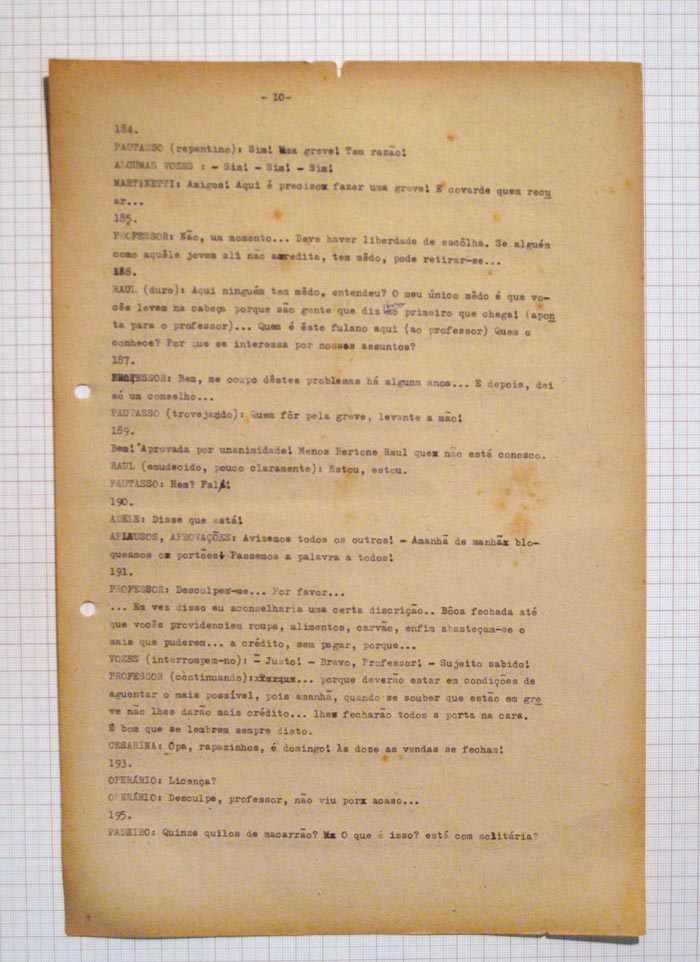 - 10-
184.
PAUTASSO (repentino): Sim! Uma greve! Tem razão!
ALGUMAS VOZES : - Sim! - Sim! - Sim!
MARTINETTI: Amigos! Aqui é precisox fazer uma greve! E covarde quem recu
ar...
185.
PROFESSOR: Não, um momento... Deve haver liberdade de escôlha. Se alguém
como aquêle jovem ali não acredita, tem mêdo, pode retirar-se...
186.
RAUL (duro): Aqui ninguém tem mêdo, entendeu? O meu único mêdo é que vo-
cês levem na cabeça porque são gente que diz ao primeiro que chega! (apon
ta para o professor)... Quem é êste fulano aqui (ao professor) Quem o
conhece? Por que se interessa por nossos assuntos?
187.
PROFESSOR: Bem, me ocupo dêstes problemas há alguns anos... E depois, dei
só um conselho...
PAUTASSO (trovejando): Quem fôr pela greve, levante a mão!
189.
Bem! Aprovada por unanimidade! Menos Bertone Raul quex não está conosco.
RAUL (emudecido, pouco claramente): Estou, estou.
PAUTASSO: Hem? Fala!
190.
ADELE: Disse que está!
APLAUSOS, APROVAÇÕES: Avisemos todos os outros! - Amanhã de manhãx blo-
queamos os portões! Passemos a palavra a todos!
191.
PROFESSOR: Desculpem-me... Por favor...
... Em vez disso eu aconselharia uma certa discrição.. Bôca fechada até
que vocês providenciem roupa, alimentos, carvão, enfim abasteçam-se o
mais que puderem... a crédito, sem pagar, porque...
VOZES (interrompem-no): - Justo! - Bravo, Professor! - Sujeito sabido!
PROFESSOR (continuando):... porque deverão estar em condições de
aguentar o mais possível, pois amanhã, quando se souber que estão em gre
ve não lhes darão mais crédito... lhes fecharão todos a porta na cara.
É bom que se lembrem sempre disto.
CESARINA: Ôpa, rapazinhos, é domingo! Às doze as vendas se fecham!
193.
OPERÁRIO: Licença?
OPERÁRIO: Desculpe, professor, não viu porx acaso...
195.
PADEIRO: Quinze quilos de macarrão? Mx O que é isso? está com solitária?